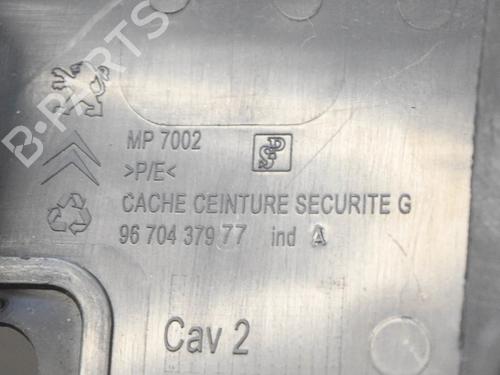 B-PARTS
MP 7002
>P/E<
CACHE CEINTURE SECURITE G
96 704 379 77 ind A
Cav 2